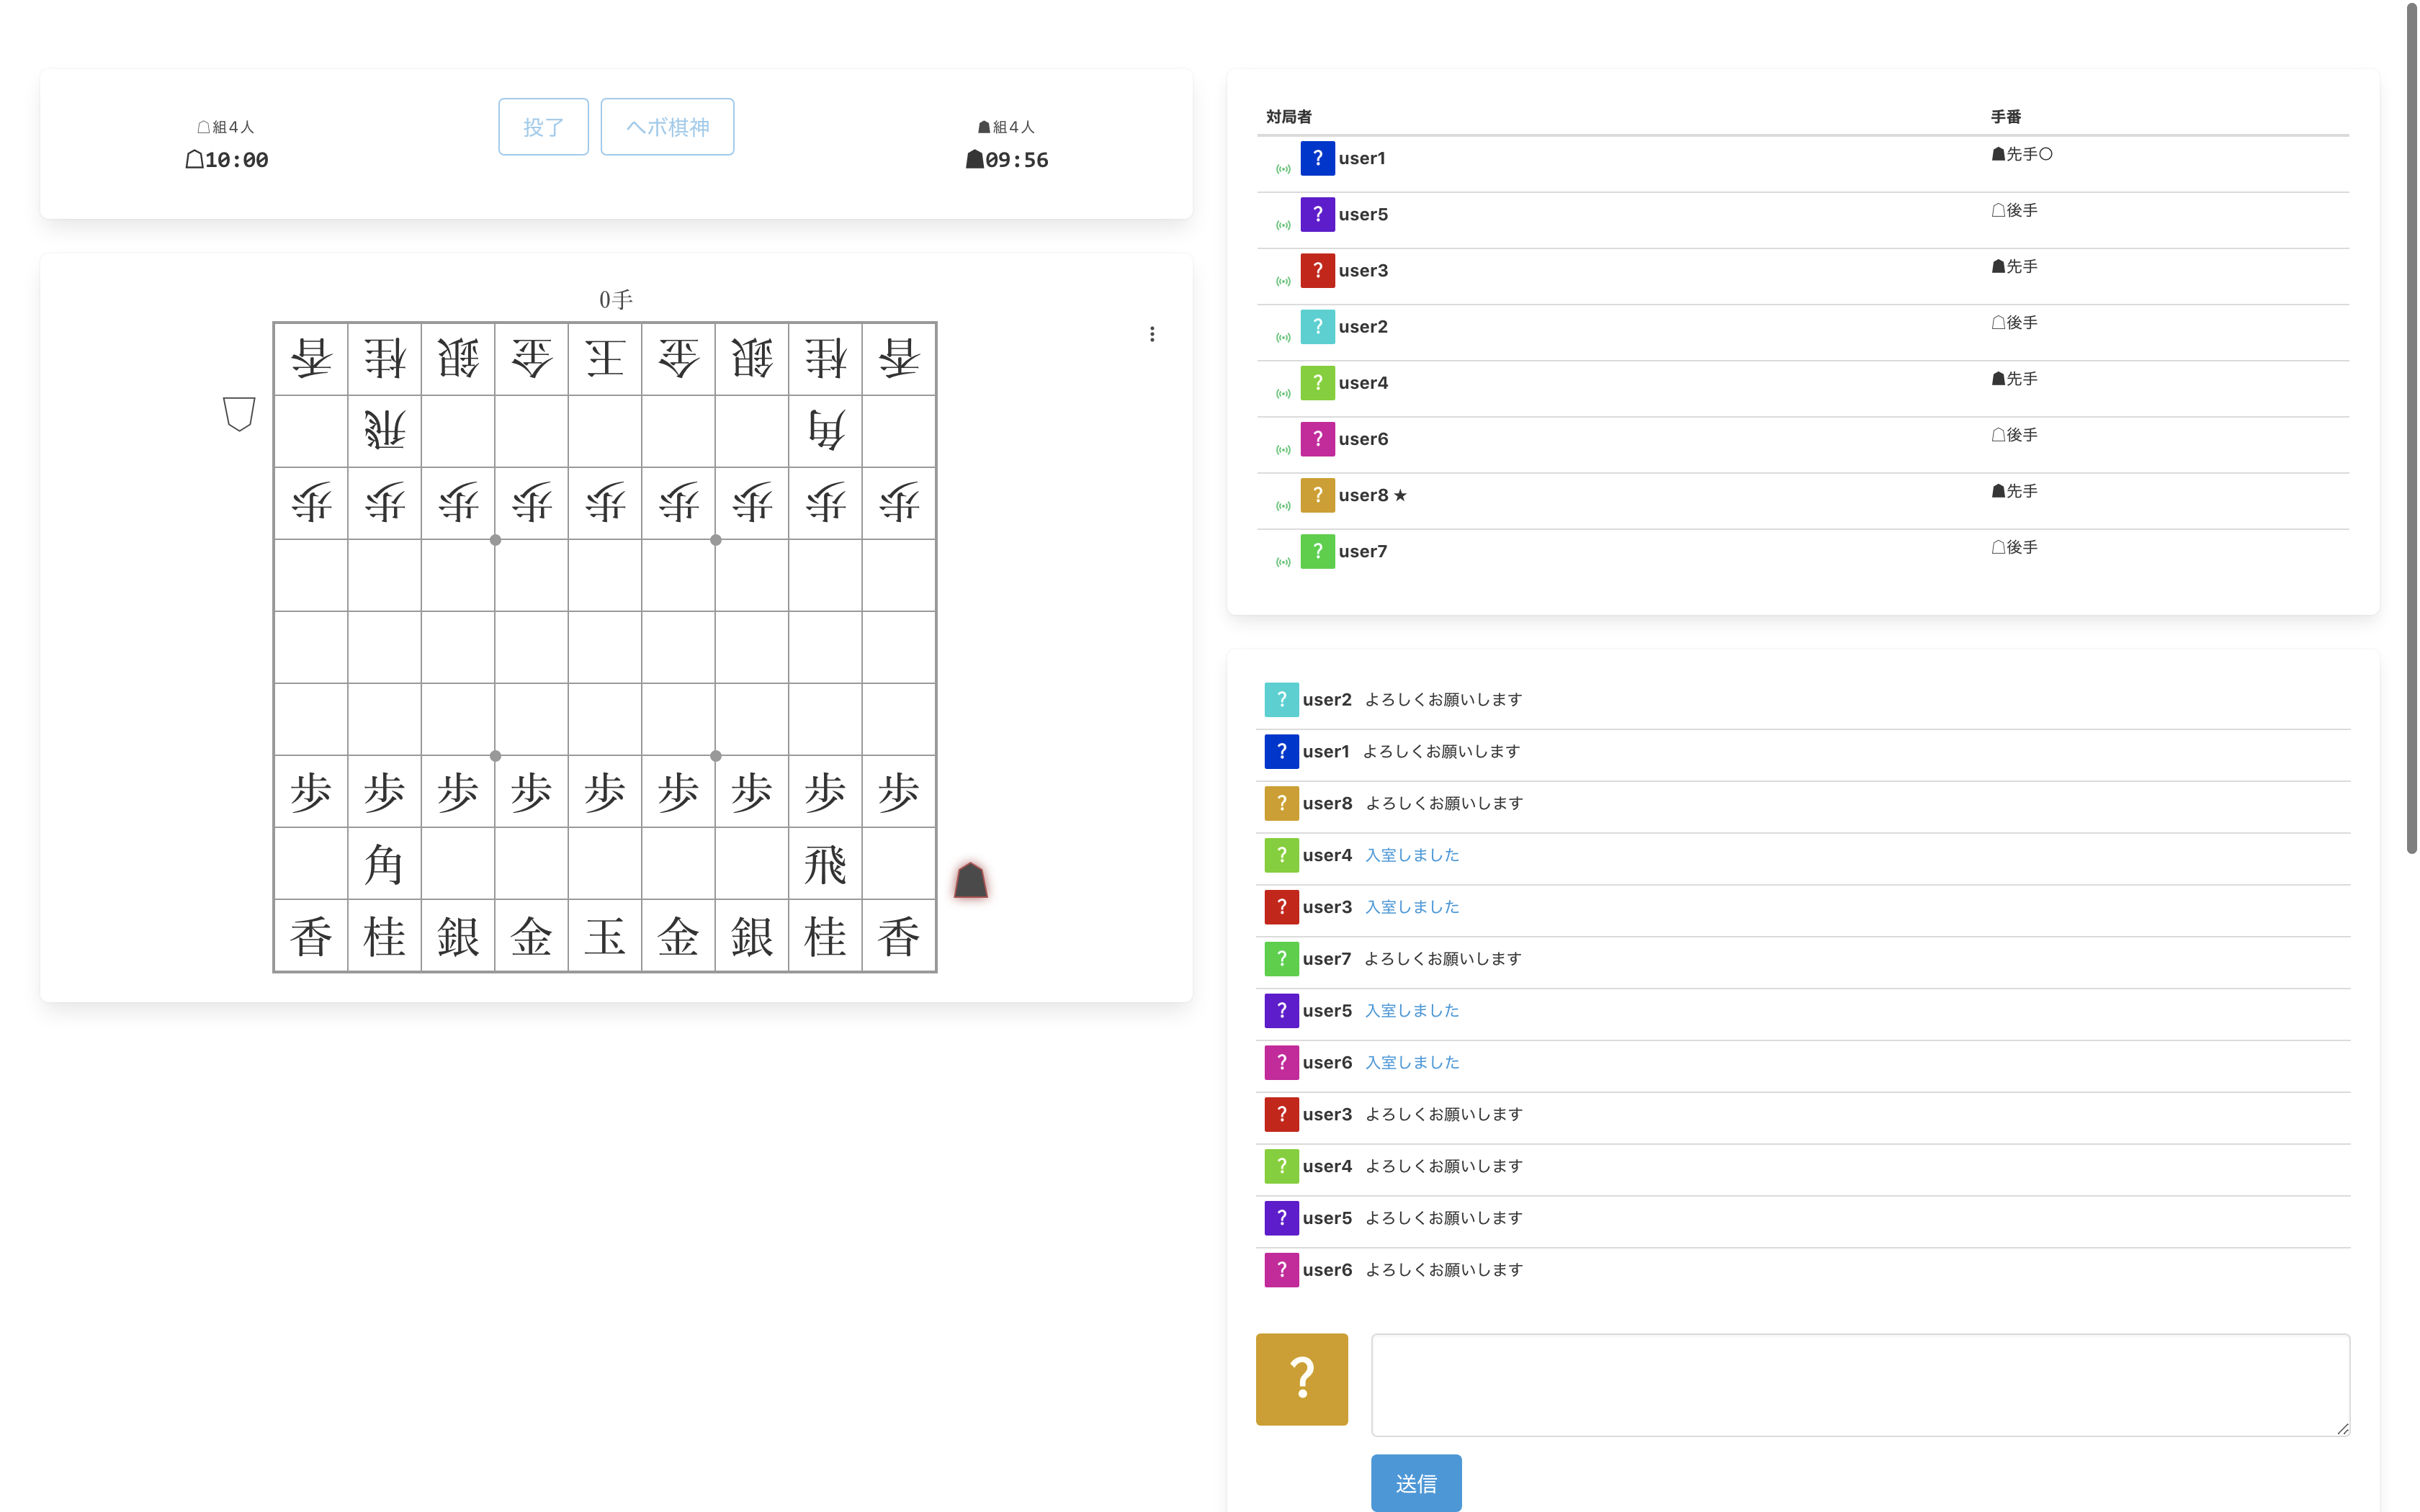 ☖組4人
☖10:00
投了
ヘボ棋神
☗組4人
☗09:56
0手
香桂銀金王金銀桂香
飛角
歩歩歩歩歩歩歩歩歩
歩歩歩歩歩歩歩歩歩
角飛
香桂銀金玉金銀桂香
対局者 手番
? user1 ☗先手○
? user5 ☖後手
? user3 ☗先手
? user2 ☖後手
? user4 ☗先手
? user6 ☖後手
? user8 ★ ☗先手
? user7 ☖後手
? user2 よろしくお願いします
? user1 よろしくお願いします
? user8 よろしくお願いします
? user4 入室しました
? user3 入室しました
? user7 よろしくお願いします
? user5 入室しました
? user6 入室しました
? user3 よろしくお願いします
? user4 よろしくお願いします
? user5 よろしくお願いします
? user6 よろしくお願いします
?
送信